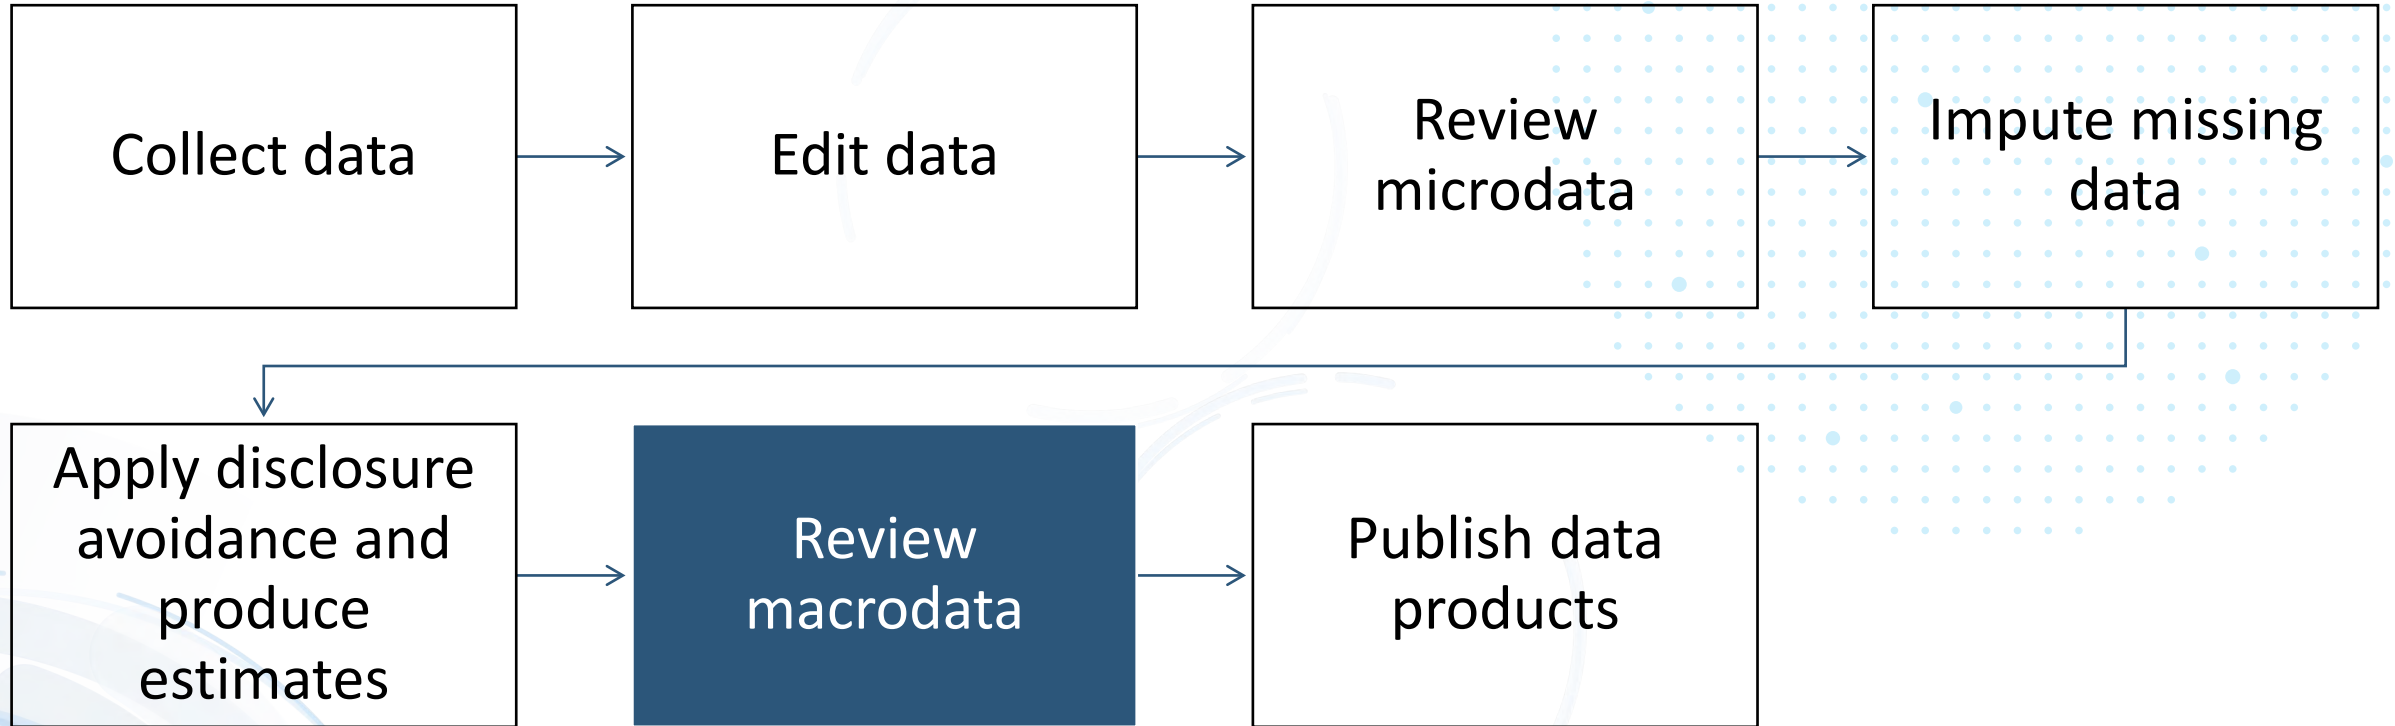 Collect data
Edit data
Review
microdata
Impute missing
data
Apply disclosure
avoidance and
produce
estimates
Review
macrodata
Publish data
products